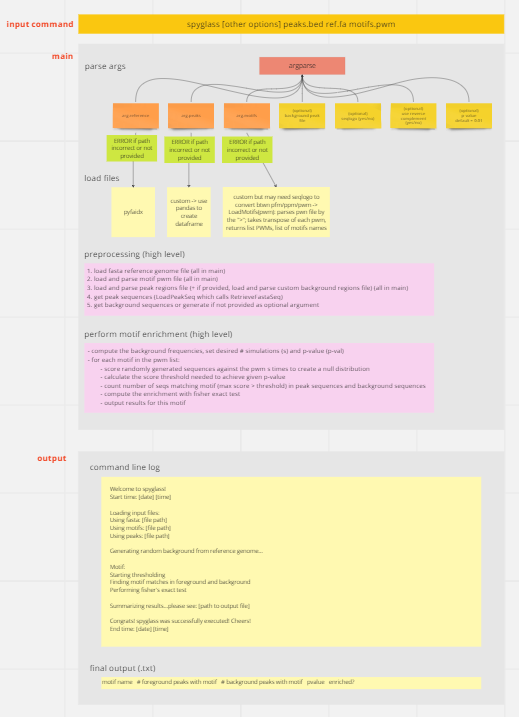 input command
spyglass [other options] peaks.bed ref.fa motifs.pwm
main
parse args
argparse
arg.reference
arg.peaks
arg.motifs
(optional)
background peak
file
(optional)
seqlogo (yes/no)
(optional)
use reverse
complement
(yes/no)
(optional)
p value
default = 0.01
ERROR if path
incorrect or not
provided
ERROR if path
incorrect or not
provided
ERROR if path
incorrect or not
provided
load files
pyfaidx
custom -> use
pandas to
create
dataframe
custom but may need seqlogo to
convert btwn pfm/ppm/pwm ->
LoadMotifs(pwm): parses pwn file by
the ">", takes transpose of each pwm,
returns list PWMs, list of motifs names
preprocessing (high level)
1. load fasta reference genome file (all in main)
2. load and parse motif pwm file (all in main)
3. load and parse peak regions file (+ if provided, load and parse custom background regions file) (all in main)
4. get peak sequences (LoadPeakSeq which calls RetrieveFastaSeq)
5. get background sequences or generate if not provided as optional argument
perform motif enrichment (high level)
- compute the background frequencies, set desired # simulations (s) and p-value (p-val)
- for each motif in the pwm list:
- score randomly generated sequences against the pwm s times to create a null distribution
- calculate the score threshold needed to achieve given p-value
- count number of seqs matching motif (max score > threshold) in peak sequences and background sequences
- compute the enrichment with fisher exact test
- output results for this motif
output
command line log
Welcome to spyglass!
Start time: [date] [time]
Loading input files:
Using fasta: [file path]
Using motifs: [file path]
Using peaks: [file path]
Generating random background from reference genome...
Motif:
Starting thresholding
Finding motif matches in foreground and background
Performing fisher's exact test
Summarizing results...please see: [path to output file]
Congrats! spyglass was successfully executed! Cheers!
End time: [date] [time]
final output (.txt)
motif name # foreground peaks with motif # background peaks with motif pvalue enriched?